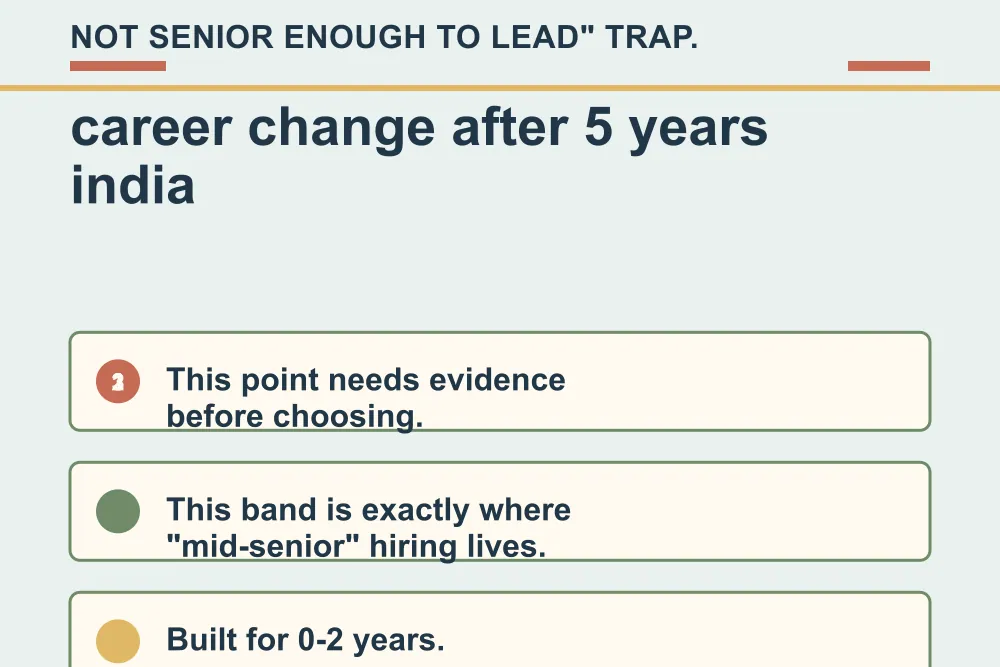 NOT SENIOR ENOUGH TO LEAD" TRAP.
career change after 5 years
india
This point needs evidence
before choosing.
This band is exactly where
"mid-senior" hiring lives.
Built for 0-2 years.